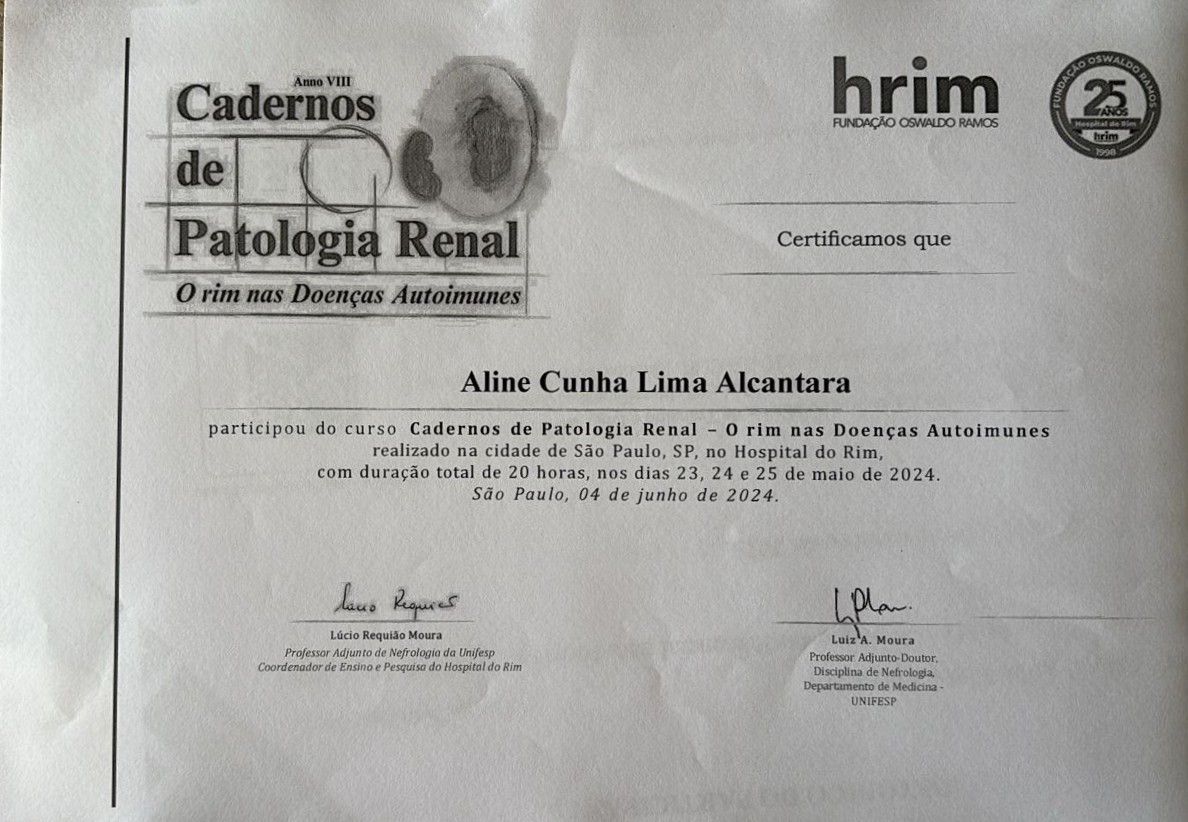 Anno VIII
Cadernos
de
Patologia Renal
O rim nas Doenças Autoimunes
hrim
FUNDAÇÃO OSWALDO RAMOS
FUNDAÇÃO OSWALDO RAMOS
25
ANOS
Hospital do Rim
hrim
1998
Certificamos que
Aline Cunha Lima Alcantara
participou do curso Cadernos de Patologia Renal – O rim nas Doenças Autoimunes
realizado na cidade de São Paulo, SP, no Hospital do Rim,
com duração total de 20 horas, nos dias 23, 24 e 25 de maio de 2024.
São Paulo, 04 de junho de 2024.
Lúcio Requião Moura
Professor Adjunto de Nefrologia da Unifesp
Coordenador de Ensino e Pesquisa do Hospital do Rim
Luiz A. Moura
Professor Adjunto-Doutor,
Disciplina de Nefrologia,
Departamento de Medicina -
UNIFESP